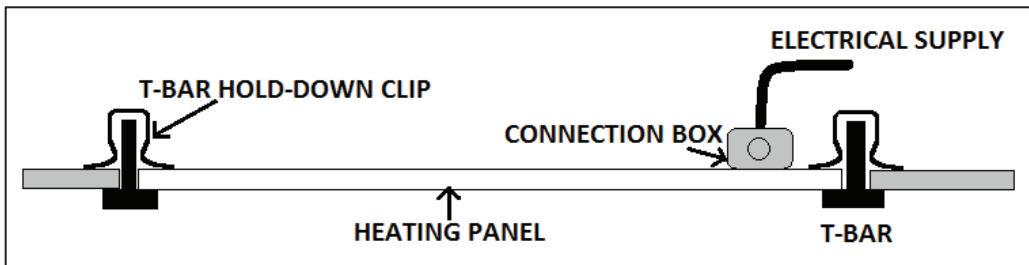 ELECTRICAL SUPPLY
T-BAR HOLD-DOWN CLIP
CONNECTION BOX
HEATING PANEL
T-BAR